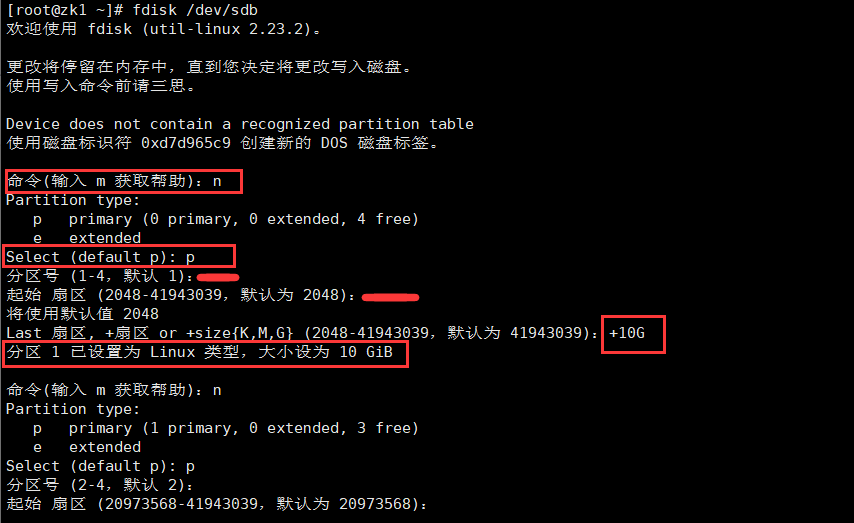 [root@zk1 ~]# fdisk /dev/sdb
欢迎使用 fdisk (util-linux 2.23.2)。
更改将停留在内存中，直到您决定将更改写入磁盘。
使用写入命令前请三思。
Device does not contain a recognized partition table
使用磁盘标识符 0xd7d965c9 创建新的 DOS 磁盘标签。
命令(输入 m 获取帮助)：n
Partition type:
   p   primary (0 primary, 0 extended, 4 free)
   e   extended
Select (default p): p
分区号 (1-4，默认 1)：
起始 扇区 (2048-41943039，默认为 2048)：
将使用默认值 2048
Last 扇区, +扇区 or +size{K,M,G} (2048-41943039，默认为 41943039)：+10G
分区 1 已设置为 Linux 类型，大小设为 10 GiB
命令(输入 m 获取帮助)：n
Partition type:
   p   primary (1 primary, 0 extended, 3 free)
   e   extended
Select (default p): p
分区号 (2-4，默认 2)：
起始 扇区 (20973568-41943039，默认为 20973568)：